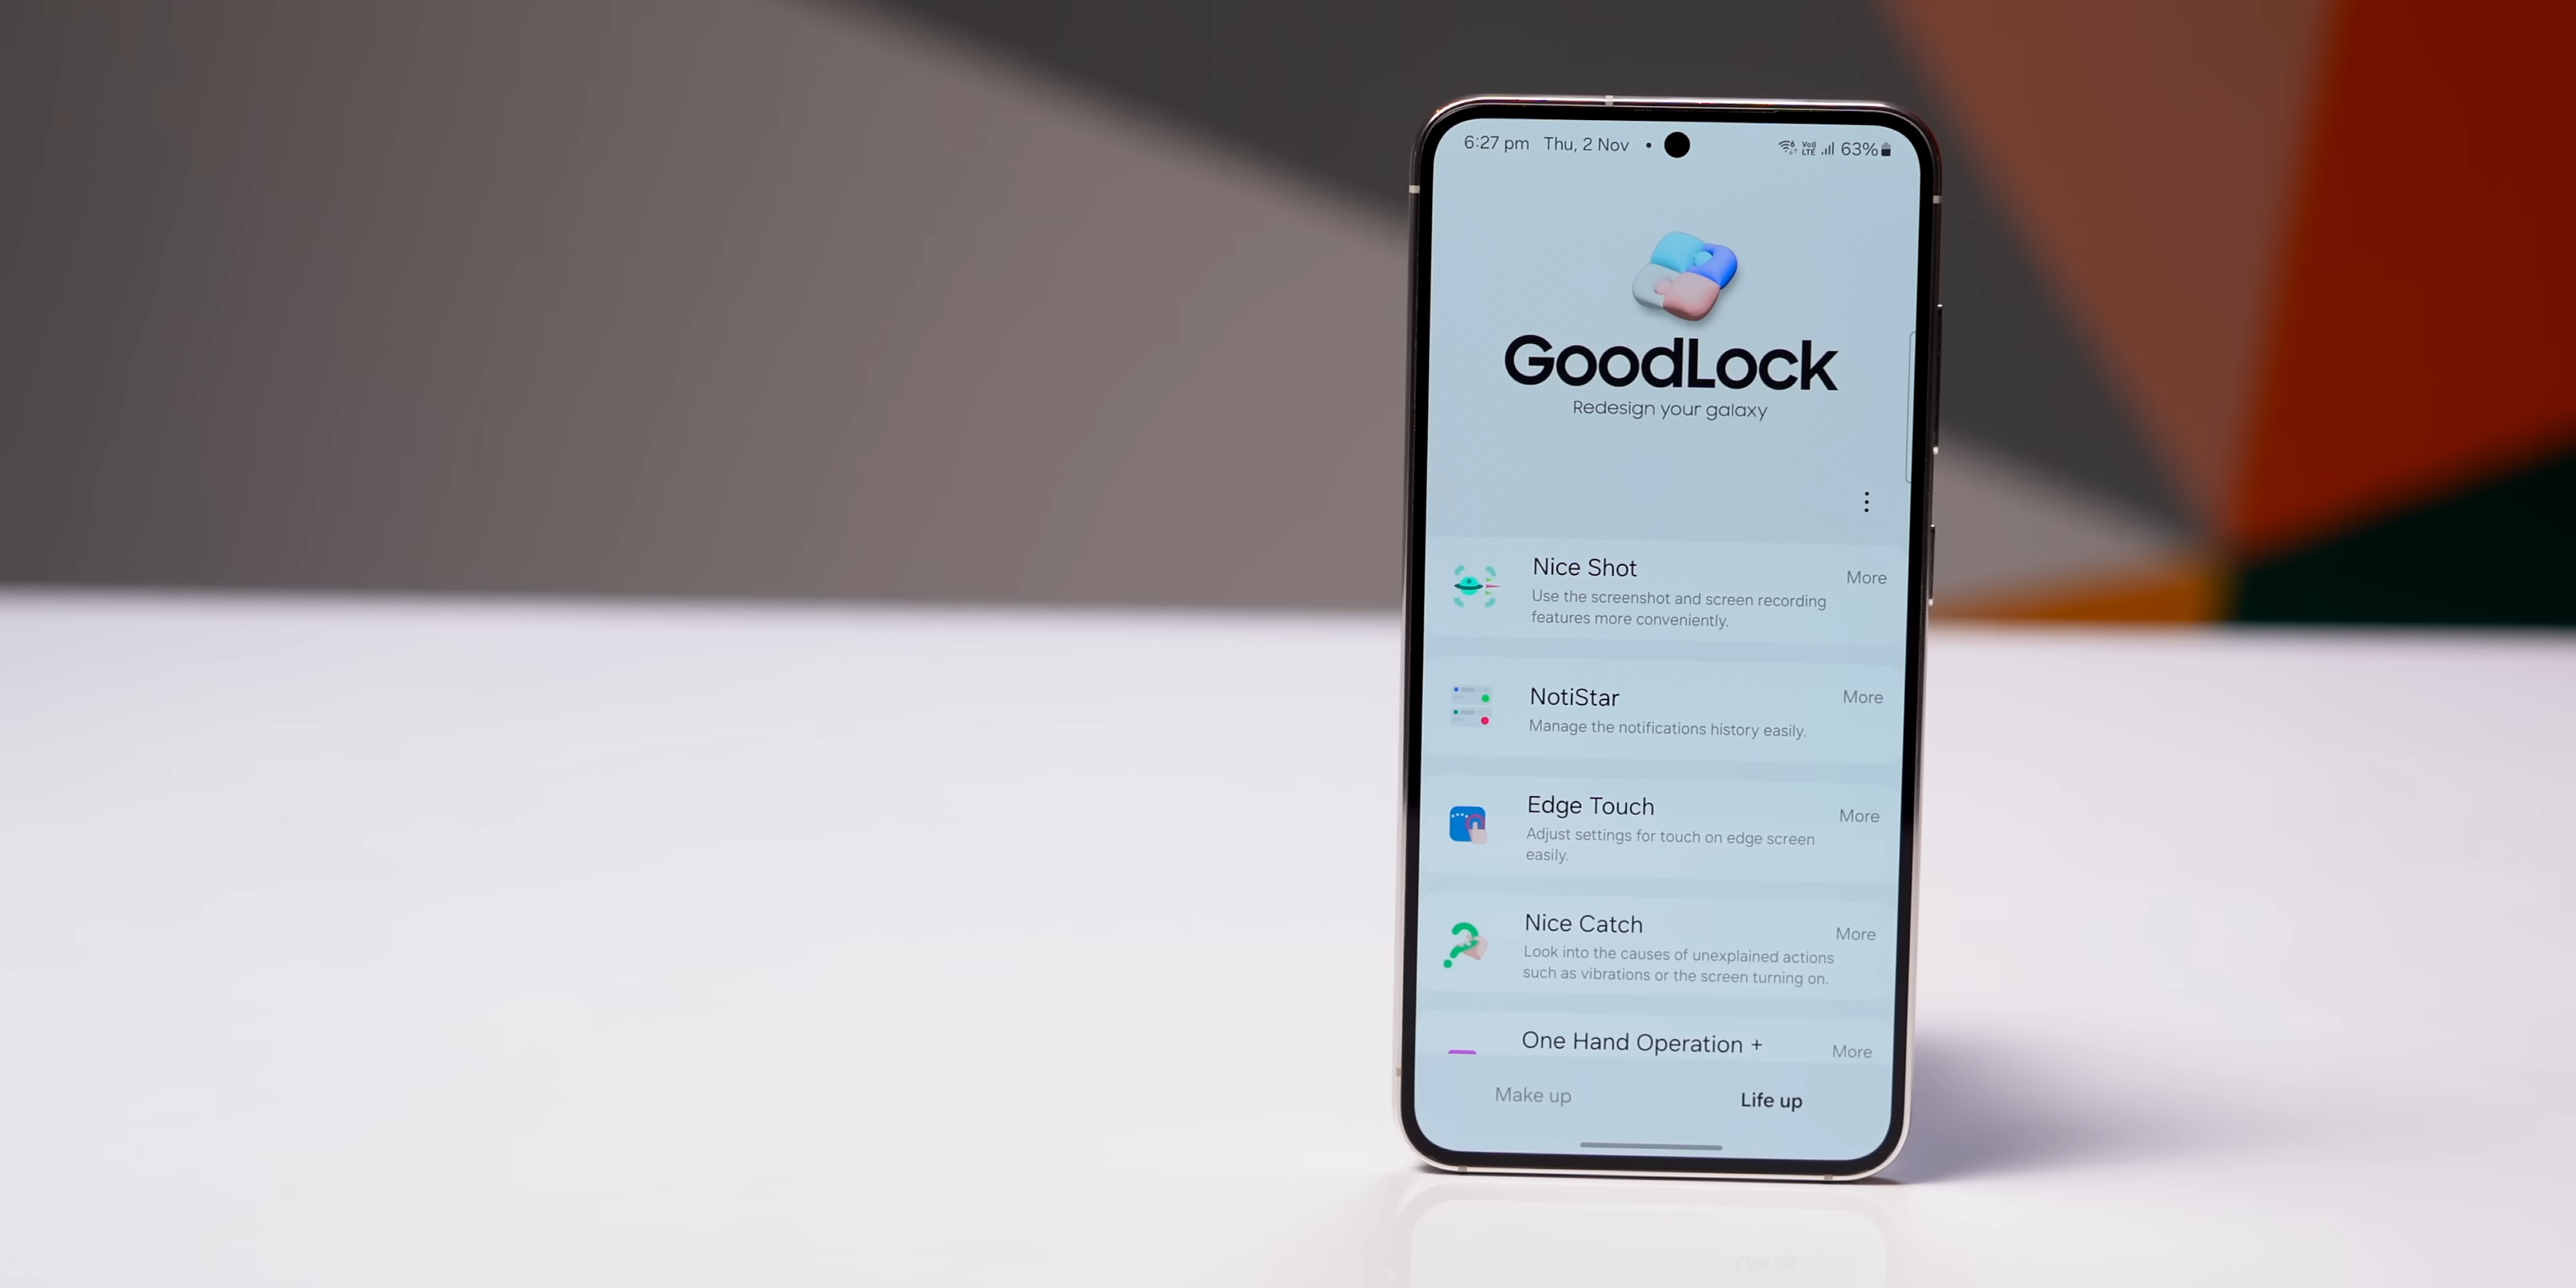 6:27 pm Thu, 2 Nov • 63%
GoodLock
Redesign your galaxy
Nice Shot More
Use the screenshot and screen recording
features more conveniently.
NotiStar More
Manage the notifications history easily.
Edge Touch More
Adjust settings for touch on edge screen
easily.
Nice Catch More
Look into the causes of unexplained actions
such as vibrations or the screen turning on.
One Hand Operation + More
Make up Life up